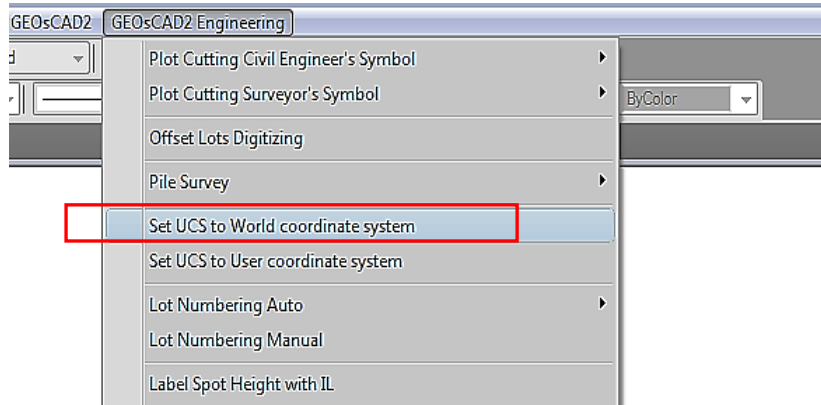 GEOsCAD2 GEOsCAD2 Engineering
Plot Cutting Civil Engineer's Symbol
Plot Cutting Surveyor's Symbol
ByColor
Offset Lots Digitizing
Pile Survey
Set UCS to World coordinate system
Set UCS to User coordinate system
Lot Numbering Auto
Lot Numbering Manual
Label Spot Height with IL